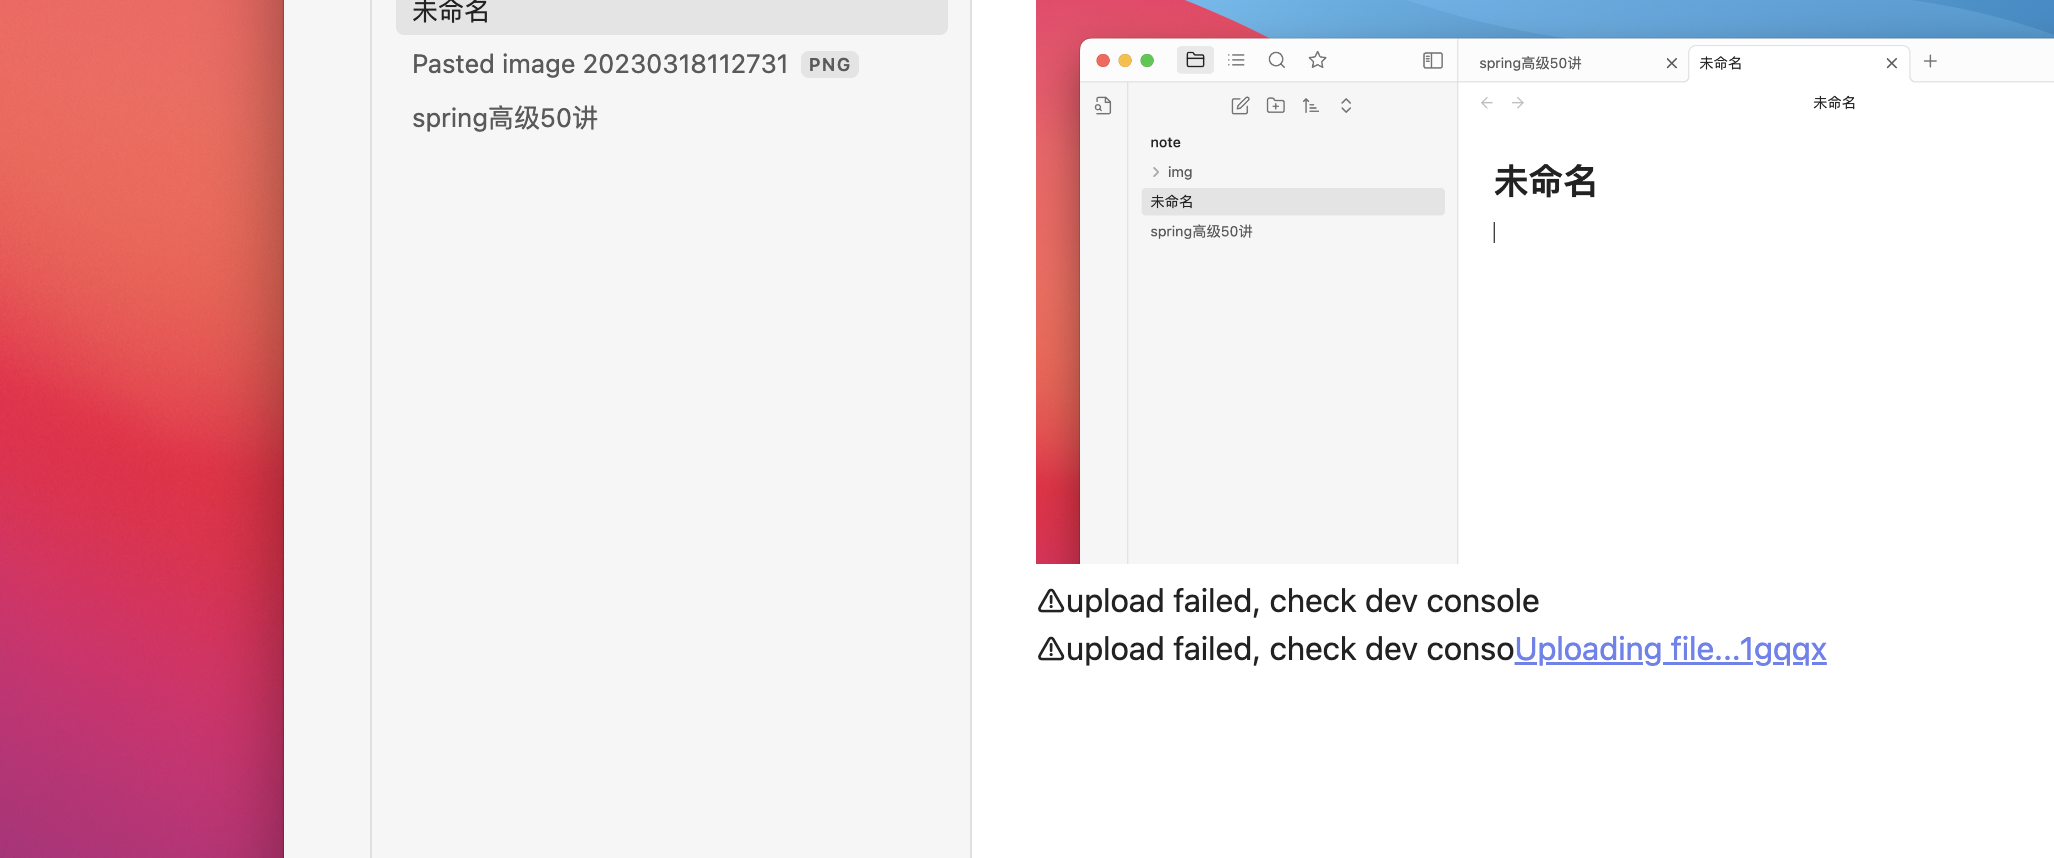 未命名
Pasted image 20230318112731 PNG
spring高级50讲
spring高级50讲
未命名
未命名
note
img
未命名
spring高级50讲
未命名
⚠upload failed, check dev console
⚠upload failed, check dev consoUploading file...1gqqx